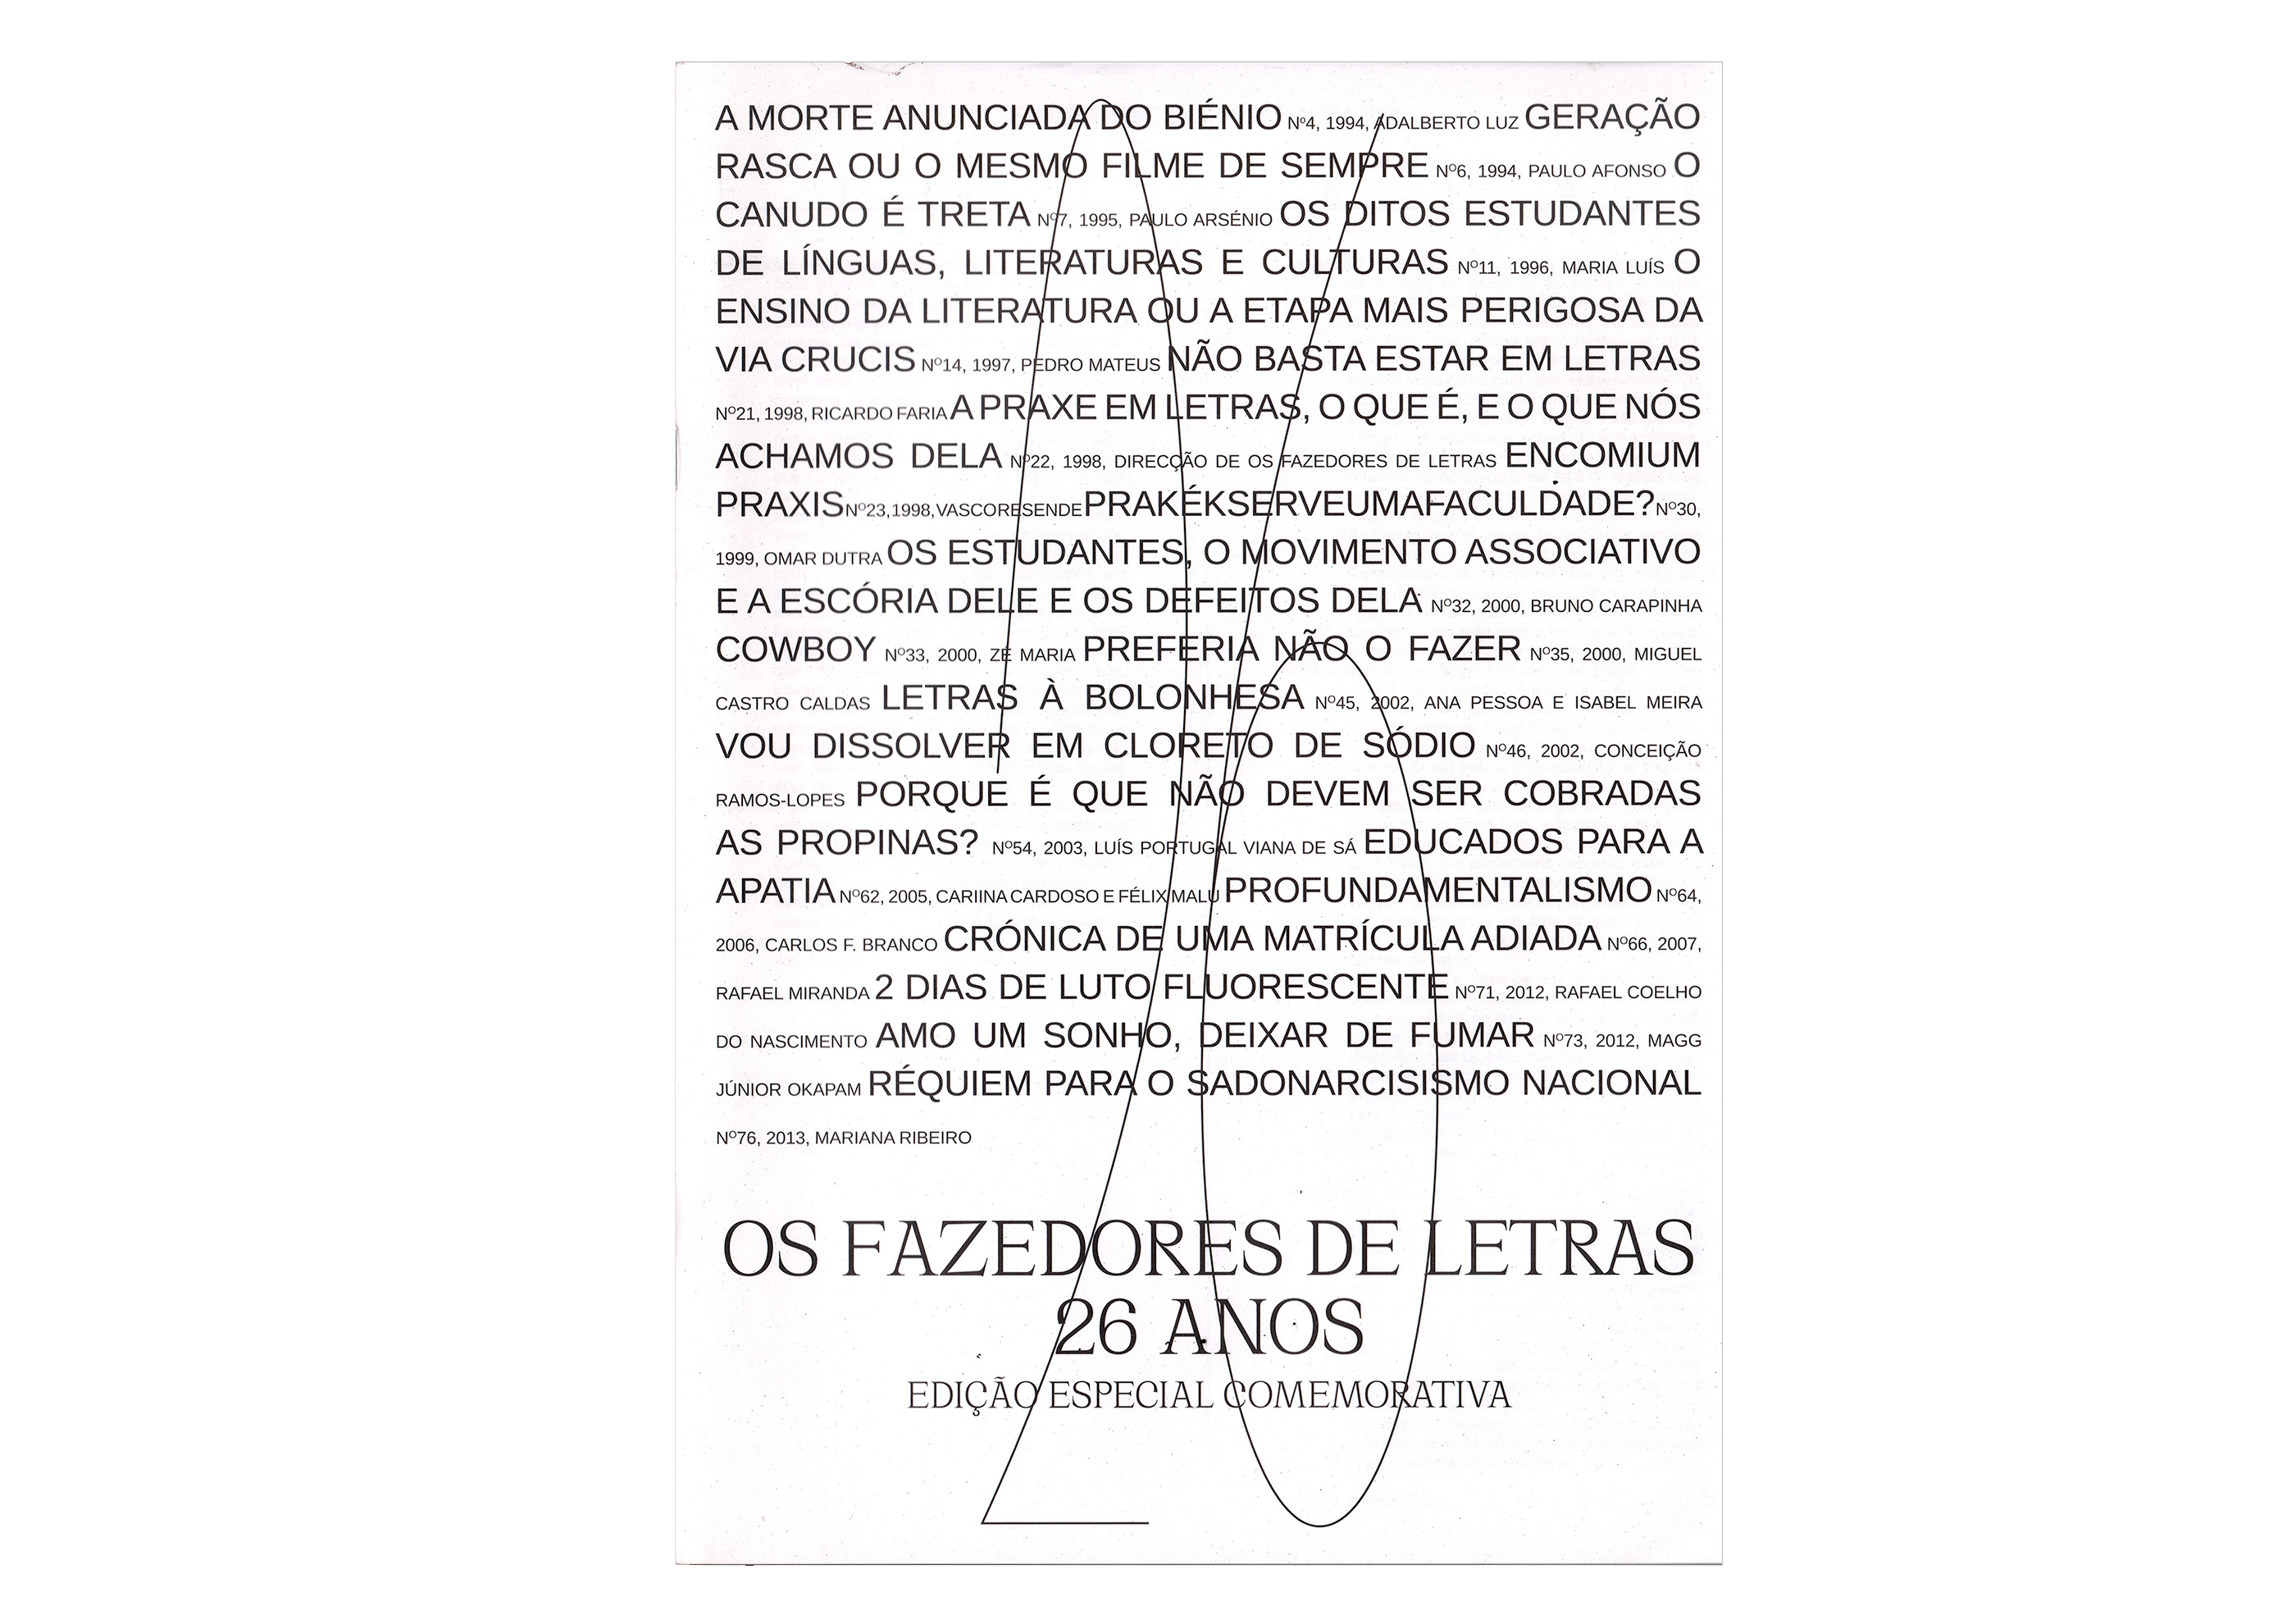 A MORTE ANUNCIADA DO BIÉNIO Nº4, 1994, ADALBERTO LUZ GERAÇÃO
RASCA OU O MESMO FILME DE SEMPRE Nº6, 1994, PAULO AFONSO O
CANUDO É TRETA Nº7, 1995, PAULO ARSÉNIO OS DITOS ESTUDANTES
DE LÍNGUAS, LITERATURAS E CULTURAS Nº11, 1996, MARIA LUÍS O
ENSINO DA LITERATURA OU A ETAPA MAIS PERIGOSA DA
VIA CRUCIS Nº14, 1997, PEDRO MATEUS NÃO BASTA ESTAR EM LETRAS
Nº21, 1998, RICARDO FARIA A PRAXE EM LETRAS, O QUE É, E O QUE NÓS
ACHAMOS DELA Nº22, 1998, DIRECÇÃO DE OS FAZEDORES DE LETRAS ENCOMIUM
PRAXIS Nº23, 1998, VASCO RESENDE PRAKÉKSERVEUMAFACULDADE? Nº30,
1999, OMAR DUTRA OS ESTUDANTES, O MOVIMENTO ASSOCIATIVO
E A ESCÓRIA DELE E OS DEFEITOS DELA Nº32, 2000, BRUNO CARAPINHA
COWBOY Nº33, 2000, ZÉ MARIA PREFERIA NÃO O FAZER Nº35, 2000, MIGUEL
CASTRO CALDAS LETRAS À BOLONHESA Nº45, 2002, ANA PESSOA E ISABEL MEIRA
VOU DISSOLVER EM CLORETO DE SÓDIO Nº46, 2002, CONCEIÇÃO
RAMOS-LOPES PORQUE É QUE NÃO DEVEM SER COBRADAS
AS PROPINAS? Nº54, 2003, LUÍS PORTUGAL VIANA DE SÁ EDUCADOS PARA A
APATIA Nº62, 2005, CARIINA CARDOSO E FÉLIX MALU PROFUNDAMENTALISMO Nº64,
2006, CARLOS F. BRANCO CRÓNICA DE UMA MATRÍCULA ADIADA Nº66, 2007,
RAFAEL MIRANDA 2 DIAS DE LUTO FLUORESCENTE Nº71, 2012, RAFAEL COELHO
DO NASCIMENTO AMO UM SONHO, DEIXAR DE FUMAR Nº73, 2012, MAGG
JÚNIOR OKAPAM RÉQUIEM PARA O SADONARCISISMO NACIONAL
Nº76, 2013, MARIANA RIBEIRO
OS FAZEDORES DE LETRAS
26 ANOS
EDIÇÃO ESPECIAL COMEMORATIVA
26